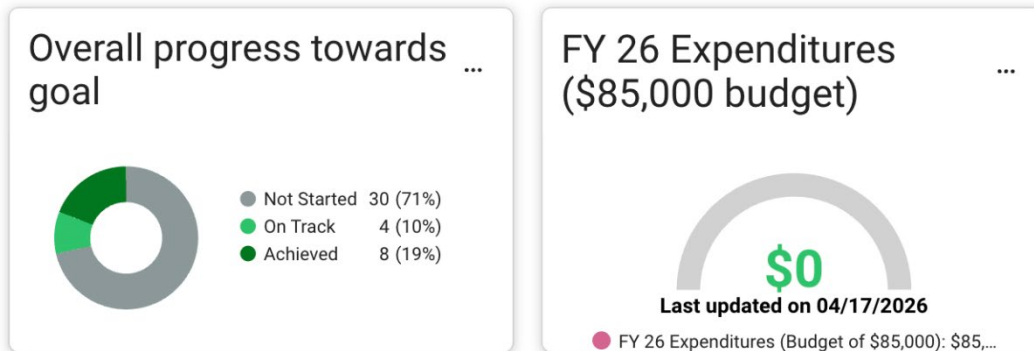 Overall progress towards
goal
...
Not Started 30 (71%)
On Track 4 (10%)
Achieved 8 (19%)
FY 26 Expenditures
($85,000 budget)
...
$0
Last updated on 04/17/2026
FY 26 Expenditures (Budget of $85,000): $85,...